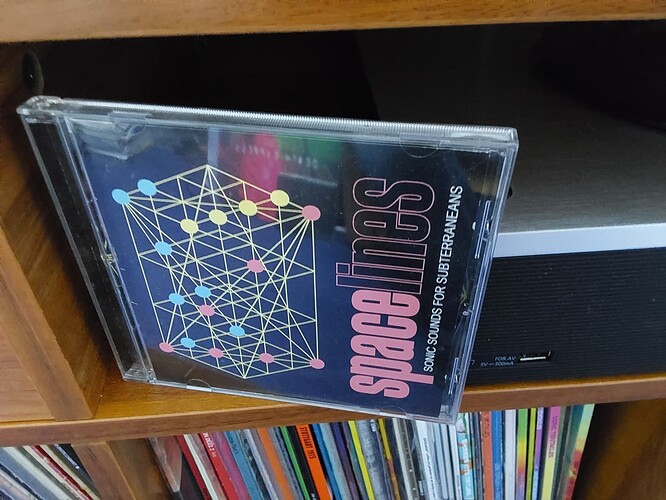 spacelines
SONIC SOUNDS FOR SUBTERRANEANS
FOR AV
5V⎓500mA